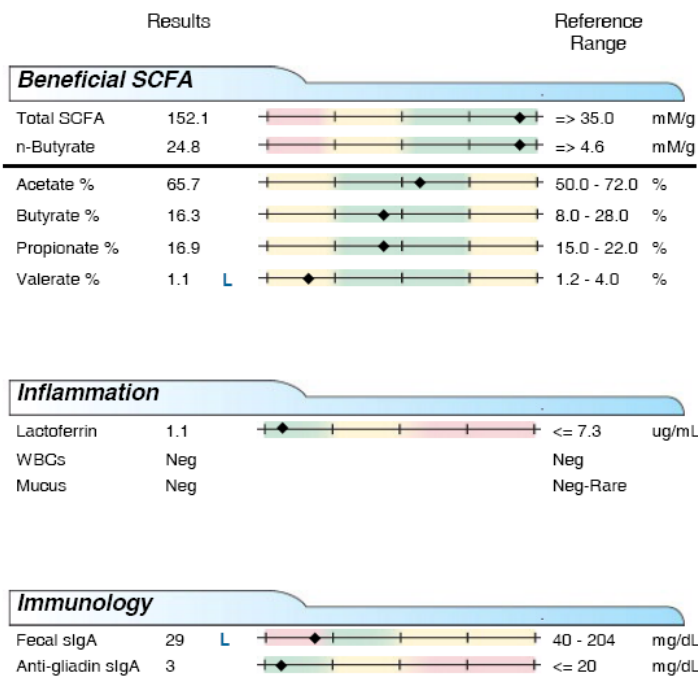 Results Reference
Range
Beneficial SCFA
Total SCFA 152.1 => 35.0 mM/g
n-Butyrate 24.8 => 4.6 mM/g
Acetate % 65.7 50.0 - 72.0 %
Butyrate % 16.3 8.0 - 28.0 %
Propionate % 16.9 15.0 - 22.0 %
Valerate % 1.1 L 1.2 - 4.0 %
Inflammation
Lactoferrin 1.1 <= 7.3 ug/mL
WBCs Neg Neg
Mucus Neg Neg-Rare
Immunology
Fecal sIgA 29 L 40 - 204 mg/dL
Anti-gliadin sIgA 3 <= 20 mg/dL